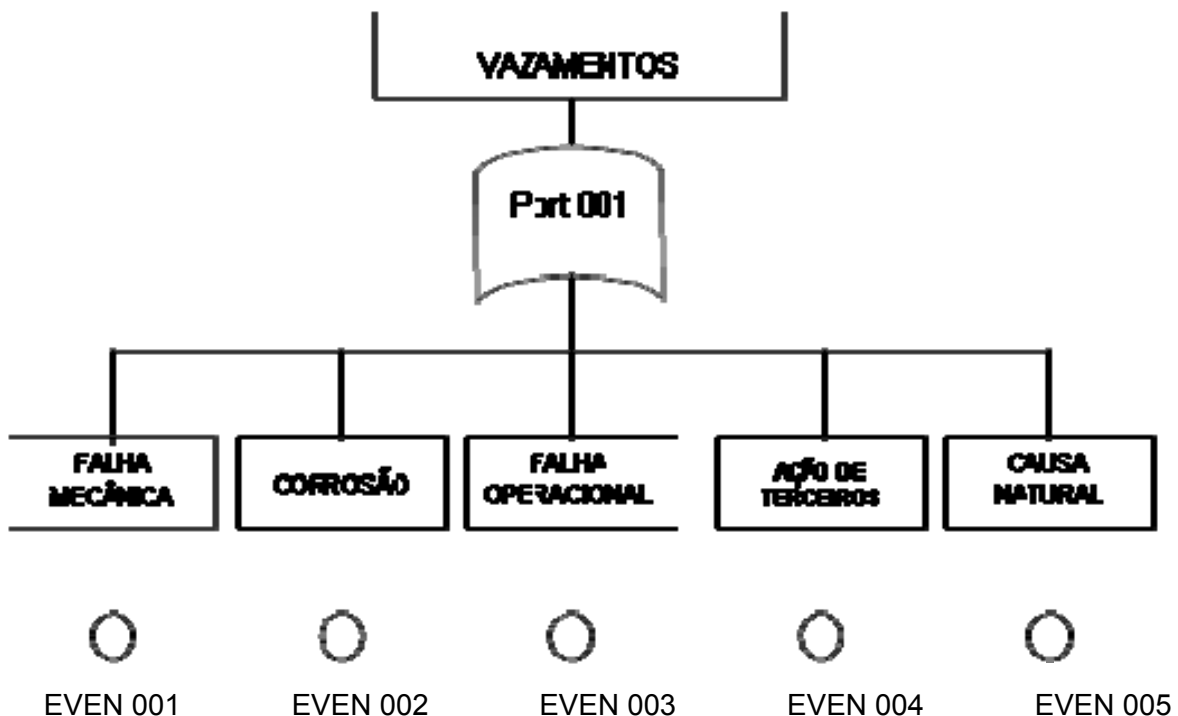 VAZAMENTOS
Port 001
FALHA
MECÂNICA
CORROSÃO
FALHA
OPERACIONAL
AÇÃO DE
TERCEIROS
CAUSA
NATURAL
EVEN 001
EVEN 002
EVEN 003
EVEN 004
EVEN 005